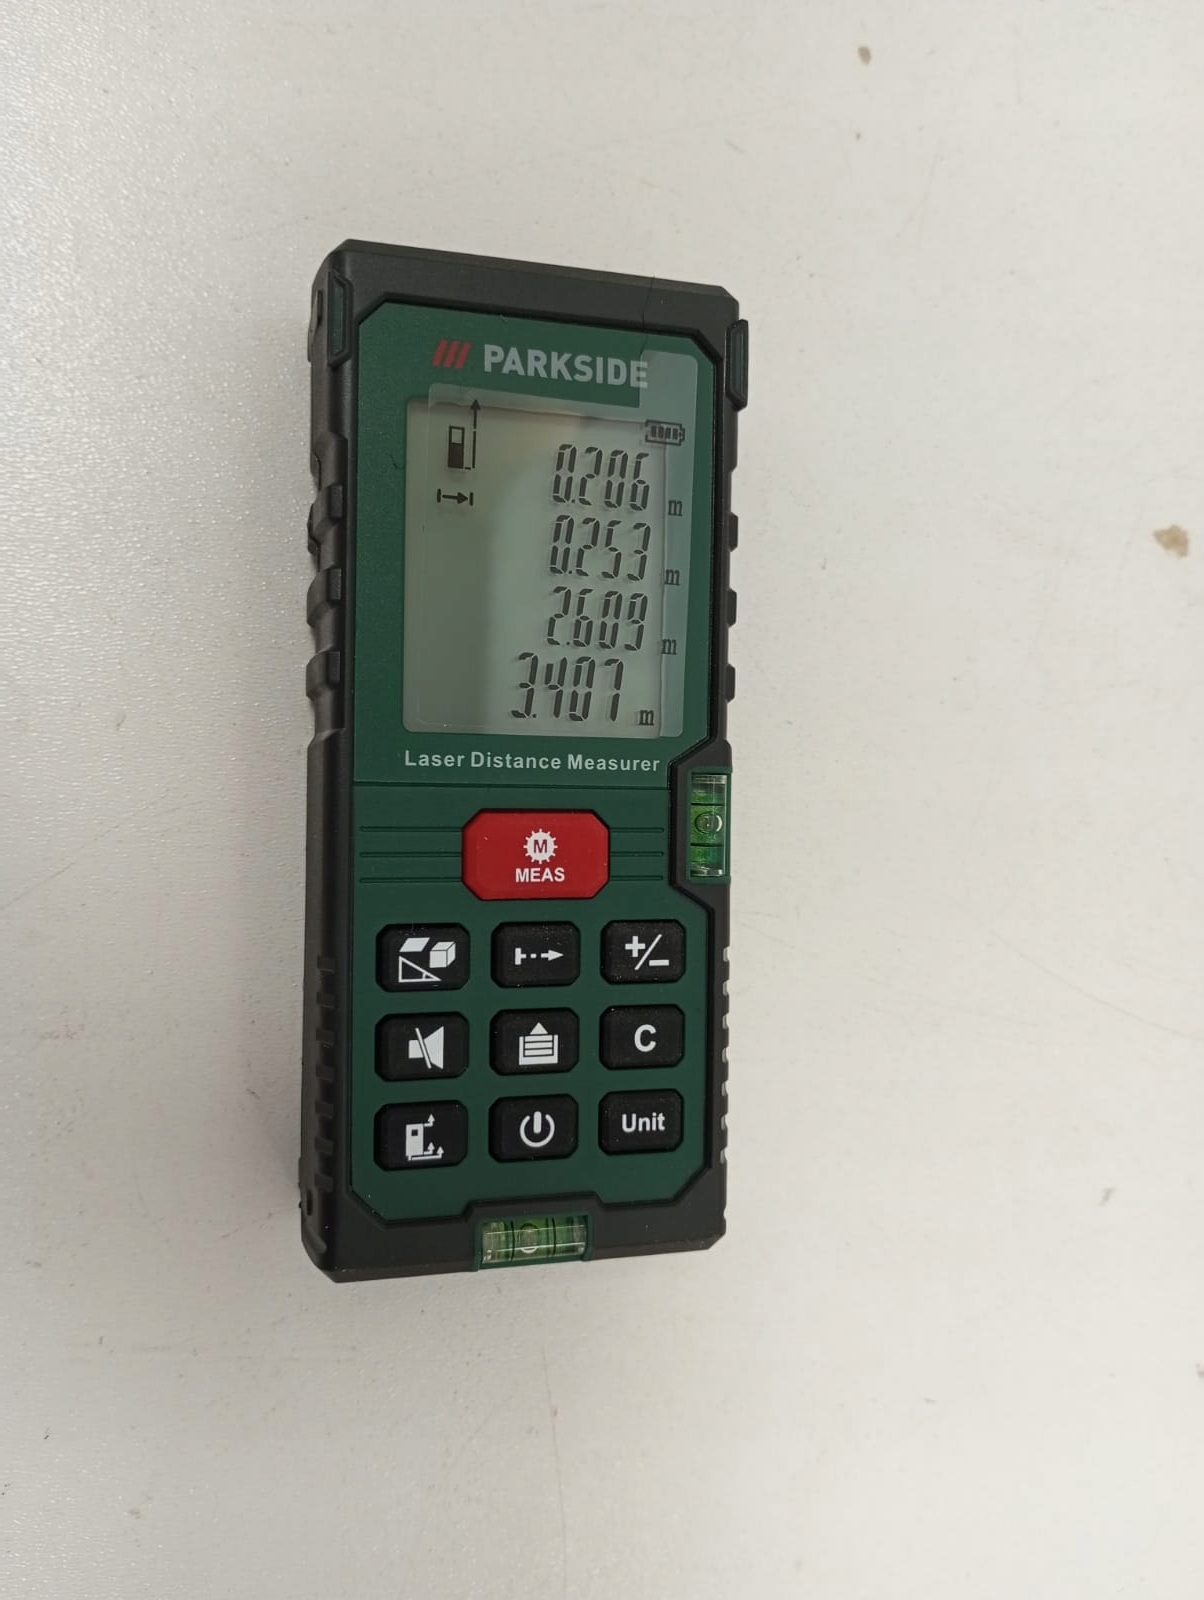 PARKSIDE
0.206 m
0.253 m
2.609 m
3.407 m
Laser Distance Measurer
M
MEAS
+/-
C
Unit